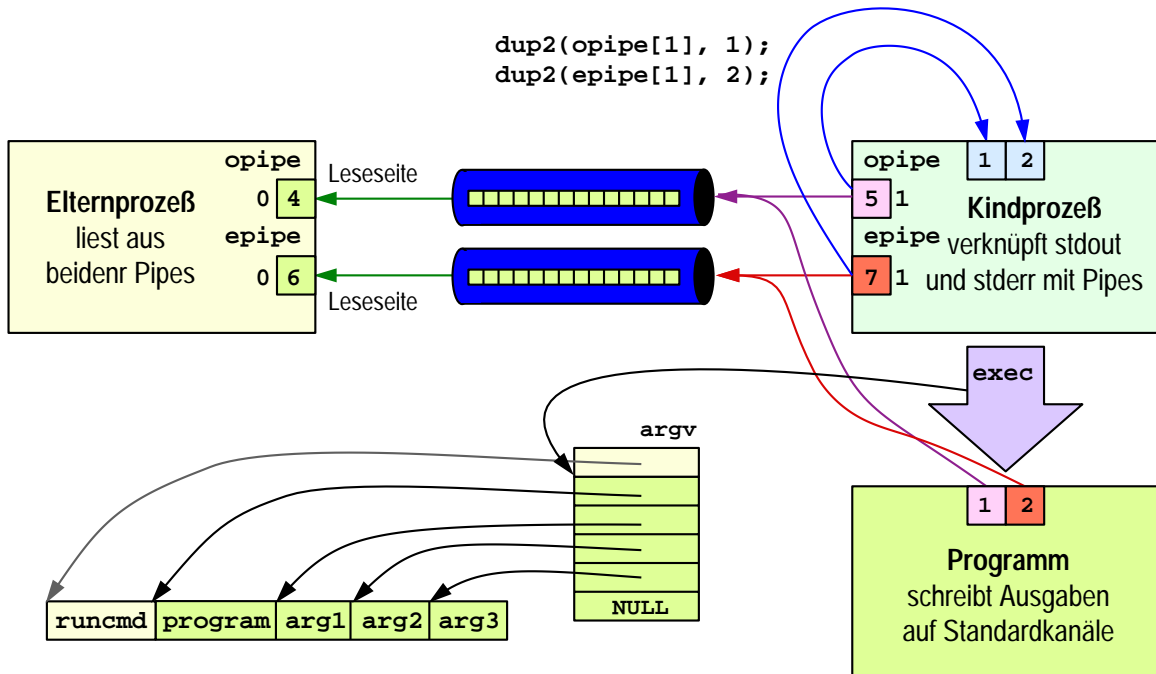 dup2(opipe[1], 1);
dup2(epipe[1], 2);
opipe
0 4
epipe
0 6
Elternprozeß
liest aus
beidenr Pipes
Leseseite
Leseseite
1 2
opipe
5 1
epipe
7 1
Kindprozeß
verknüpft stdout
und stderr mit Pipes
exec
argv
NULL
runcmd program arg1 arg2 arg3
1 2
Programm
schreibt Ausgaben
auf Standardkanäle